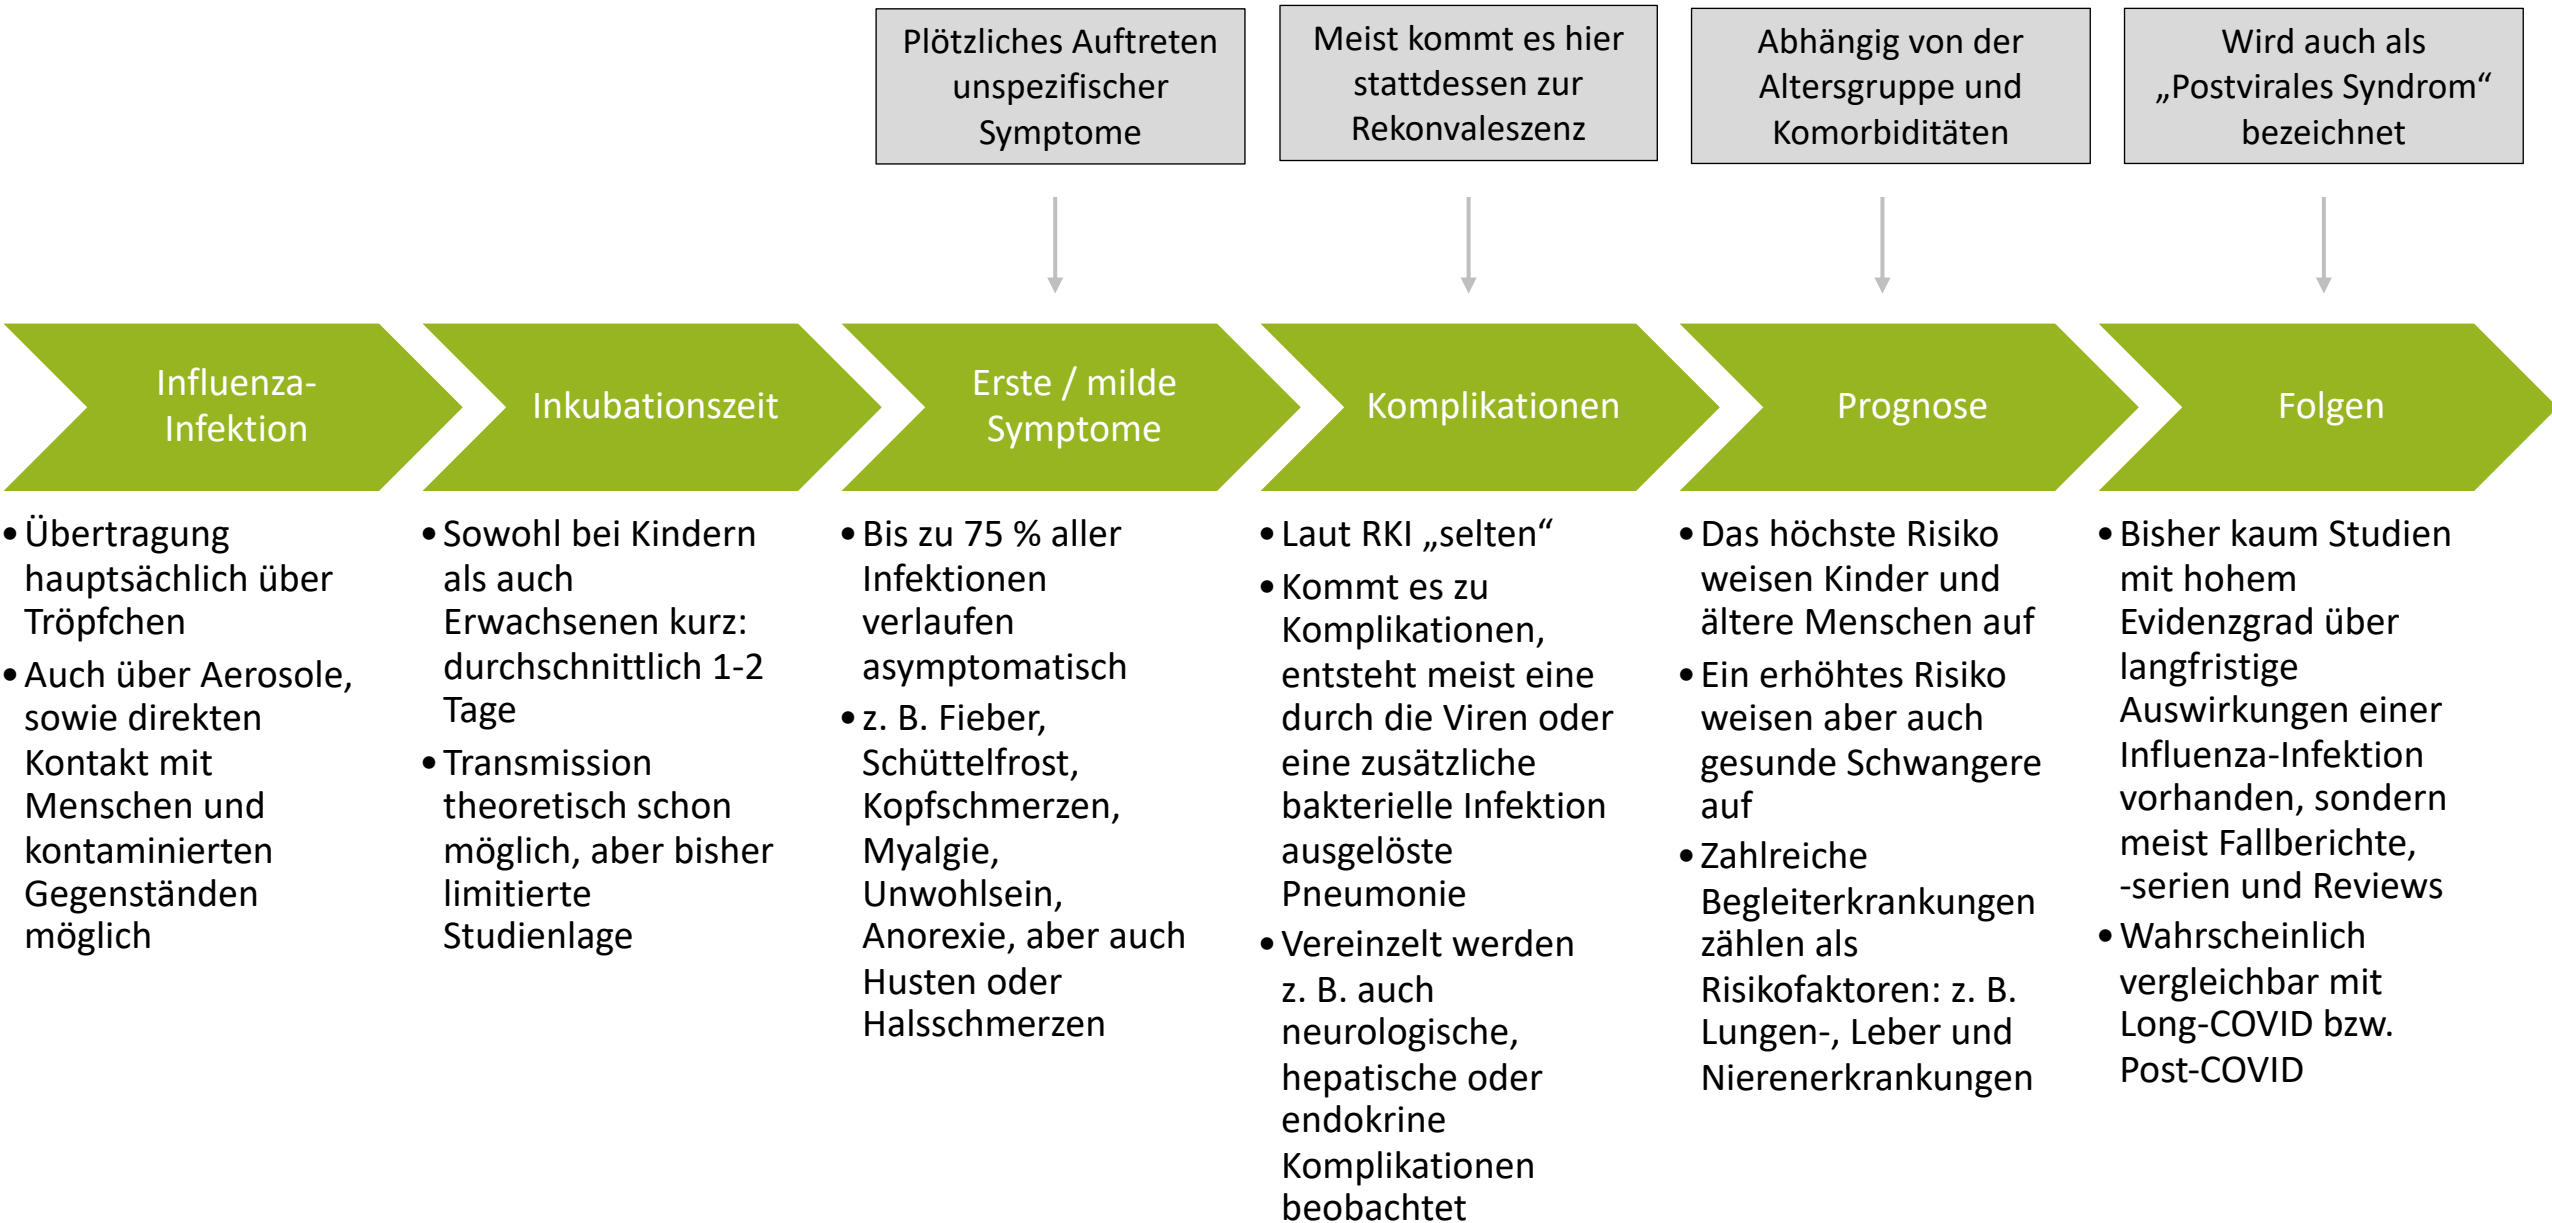 Plötzliches Auftreten
unspezifischer
Symptome
Meist kommt es hier
stattdessen zur
Rekonvaleszenz
Abhängig von der
Altersgruppe und
Komorbiditäten
Wird auch als
„Postvirales Syndrom“
bezeichnet
Influenza-
Infektion
Inkubationszeit
Erste / milde
Symptome
Komplikationen
Prognose
Folgen
•Übertragung
hauptsächlich über
Tröpfchen
•Auch über Aerosole,
sowie direkten
Kontakt mit
Menschen und
kontaminierten
Gegenständen
möglich
•Sowohl bei Kindern
als auch
Erwachsenen kurz:
durchschnittlich 1-2
Tage
•Transmission
theoretisch schon
möglich, aber bisher
limitierte
Studienlage
•Bis zu 75 % aller
Infektionen
verlaufen
asymptomatisch
•z. B. Fieber,
Schüttelfrost,
Kopfschmerzen,
Myalgie,
Unwohlsein,
Anorexie, aber auch
Husten oder
Halsschmerzen
•Laut RKI „selten“
•Kommt es zu
Komplikationen,
entsteht meist eine
durch die Viren oder
eine zusätzliche
bakterielle Infektion
ausgelöste
Pneumonie
•Vereinzelt werden
z. B. auch
neurologische,
hepatische oder
endokrine
Komplikationen
beobachtet
•Das höchste Risiko
weisen Kinder und
ältere Menschen auf
•Ein erhöhtes Risiko
weisen aber auch
gesunde Schwangere
auf
•Zahlreiche
Begleiterkrankungen
zählen als
Risikofaktoren: z. B.
Lungen-, Leber und
Nierenerkrankungen
•Bisher kaum Studien
mit hohem
Evidenzgrad über
langfristige
Auswirkungen einer
Influenza-Infektion
vorhanden, sondern
meist Fallberichte,
-serien und Reviews
•Wahrscheinlich
vergleichbar mit
Long-COVID bzw.
Post-COVID